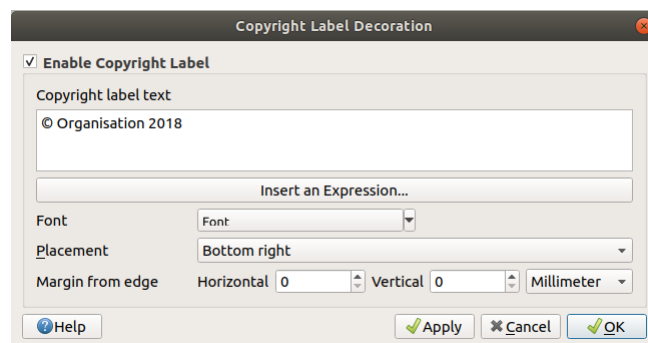 Copyright Label Decoration
Enable Copyright Label
Copyright label text
© Organisation 2018
Insert an Expression...
Font Font
Placement Bottom right
Margin from edge Horizontal 0 Vertical 0 Millimeter
Help Apply Cancel OK